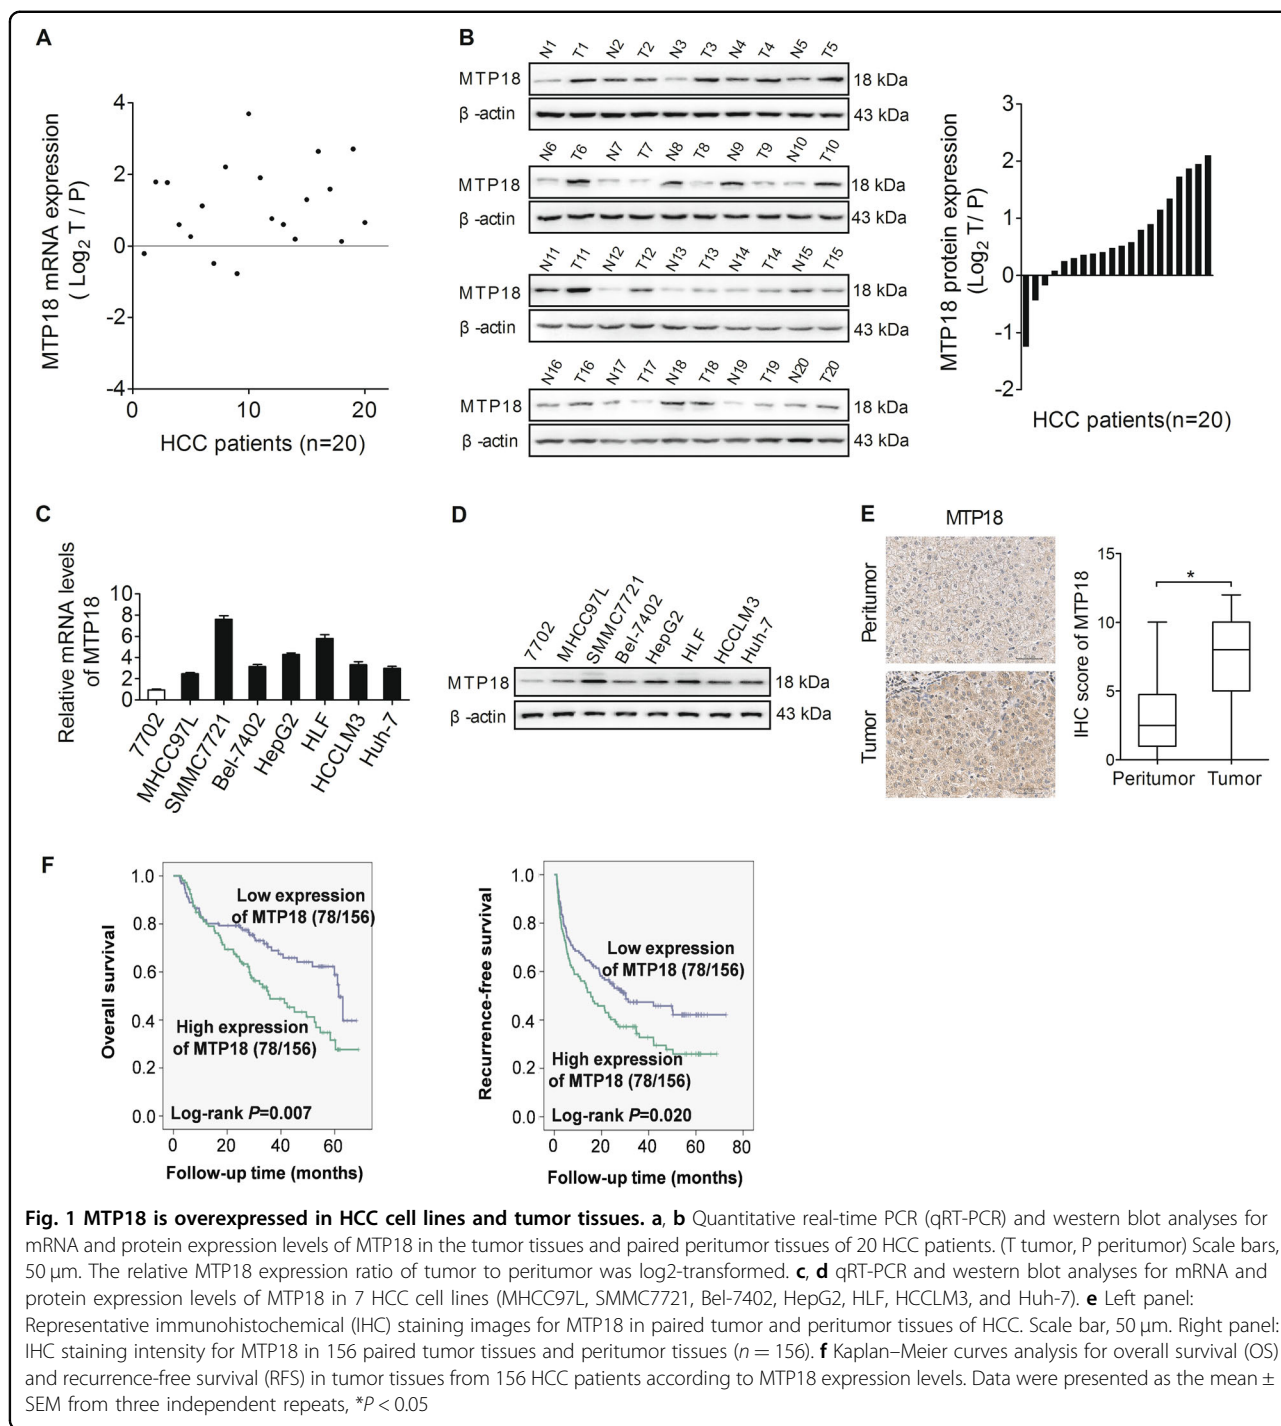 A
MTP18 mRNA expression
( Log2 T / P)
4
2
0
-2
-4
0
10
20
HCC patients (n=20)
B
N1 T1 N2 T2 N3 T3 N4 T4 N5 T5
MTP18
18 kDa
β -actin
43 kDa
N6 T6 N7 T7 N8 T8 N9 T9 N10 T10
MTP18
18 kDa
β -actin
43 kDa
N11 T11 N12 T12 N13 T13 N14 T14 N15 T15
MTP18
18 kDa
β -actin
43 kDa
N16 T16 N17 T17 N18 T18 N19 T19 N20 T20
MTP18
18 kDa
β -actin
43 kDa
MTP18 protein expression
(Log2 T / P)
3
2
1
0
-1
-2
HCC patients(n=20)
C
Relative mRNA levels
of MTP18
10
8
6
4
2
0
7702
MHCC97L
SMMC7721
Bel-7402
HepG2
HLF
HCCLM3
Huh-7
D
7702
MHCC97L
SMMC7721
Bel-7402
HepG2
HLF
HCCLM3
Huh-7
MTP18
18 kDa
β -actin
43 kDa
E
MTP18
Peritumor
Tumor
IHC score of MTP18
15
10
5
0
*
Peritumor
Tumor
F
Overall survival
1.0
0.8
0.6
0.4
0.2
0.0
Low expression
of MTP18 (78/156)
High expression
of MTP18 (78/156)
Log-rank P=0.007
0 20 40 60
Follow-up time (months)
Recurrence-free survival
1.0
0.8
0.6
0.4
0.2
0.0
Low expression
of MTP18 (78/156)
High expression
of MTP18 (78/156)
Log-rank P=0.020
0 20 40 60 80
Follow-up time (months)
Fig. 1 MTP18 is overexpressed in HCC cell lines and tumor tissues. a, b Quantitative real-time PCR (qRT-PCR) and western blot analyses for
mRNA and protein expression levels of MTP18 in the tumor tissues and paired peritumor tissues of 20 HCC patients. (T tumor, P peritumor) Scale bars,
50 μm. The relative MTP18 expression ratio of tumor to peritumor was log2-transformed. c, d qRT-PCR and western blot analyses for mRNA and
protein expression levels of MTP18 in 7 HCC cell lines (MHCC97L, SMMC7721, Bel-7402, HepG2, HLF, HCCLM3, and Huh-7). e Left panel:
Representative immunohistochemical (IHC) staining images for MTP18 in paired tumor and peritumor tissues of HCC. Scale bar, 50 μm. Right panel:
IHC staining intensity for MTP18 in 156 paired tumor tissues and peritumor tissues (n = 156). f Kaplan–Meier curves analysis for overall survival (OS)
and recurrence-free survival (RFS) in tumor tissues from 156 HCC patients according to MTP18 expression levels. Data were presented as the mean ±
SEM from three independent repeats, *P < 0.05